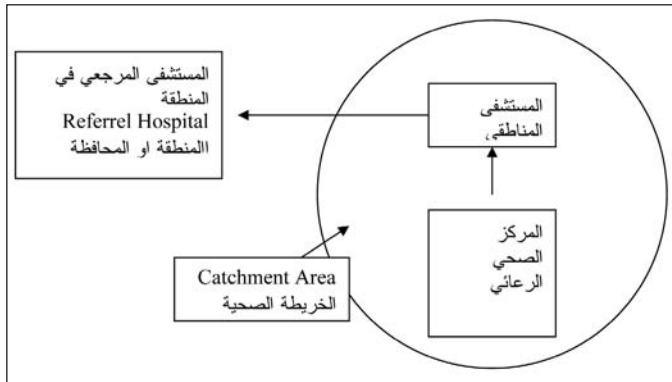 المستشفى المرجعي في
المنطقة
Referrel Hospital
االمنطقة او المحافظة
المستشفى
المناطقي
المركز
الصحي
الرعائي
Catchment Area
الخريطة الصحية